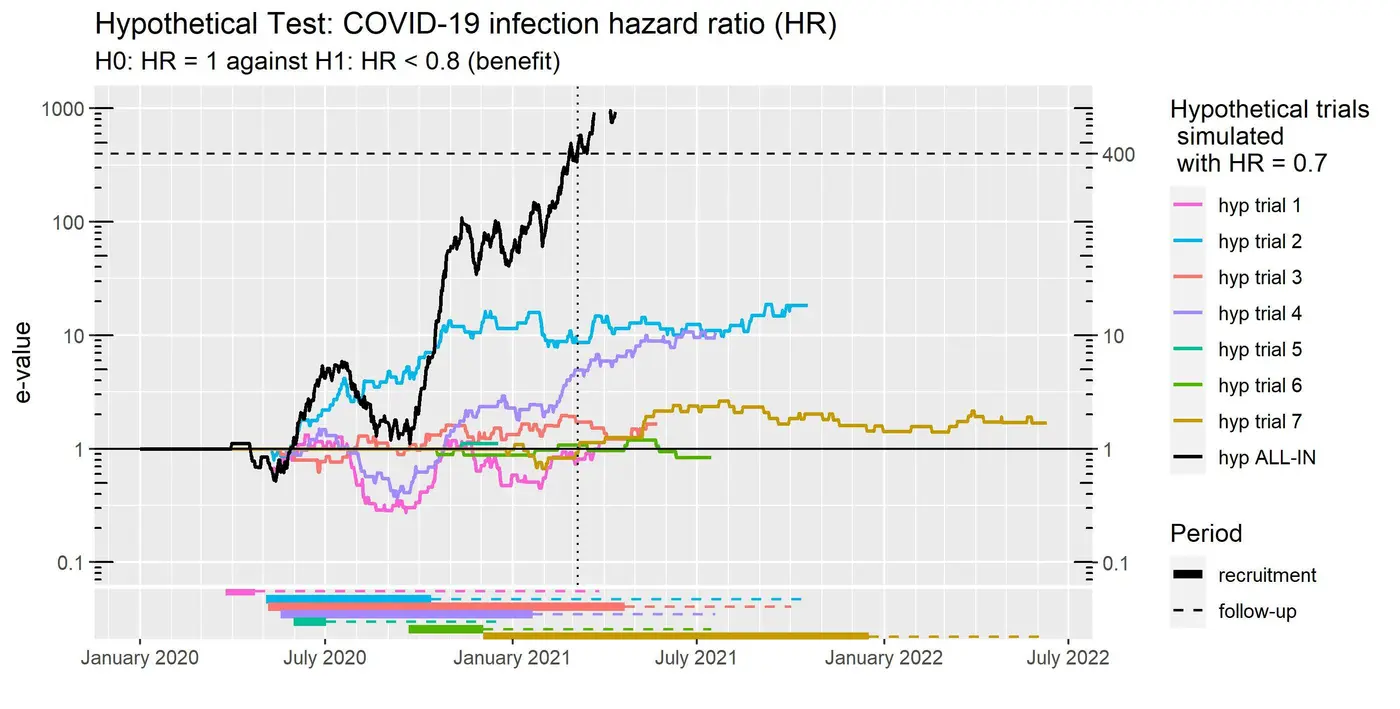 Hypothetical Test: COVID-19 infection hazard ratio (HR)
H0: HR = 1 against H1: HR < 0.8 (benefit)
e-value
1000
100
10
1
0.1
400
10
1
0.1
January 2020
July 2020
January 2021
July 2021
January 2022
July 2022
Hypothetical trials
simulated
with HR = 0.7
hyp trial 1
hyp trial 2
hyp trial 3
hyp trial 4
hyp trial 5
hyp trial 6
hyp trial 7
hyp ALL-IN
Period
recruitment
follow-up